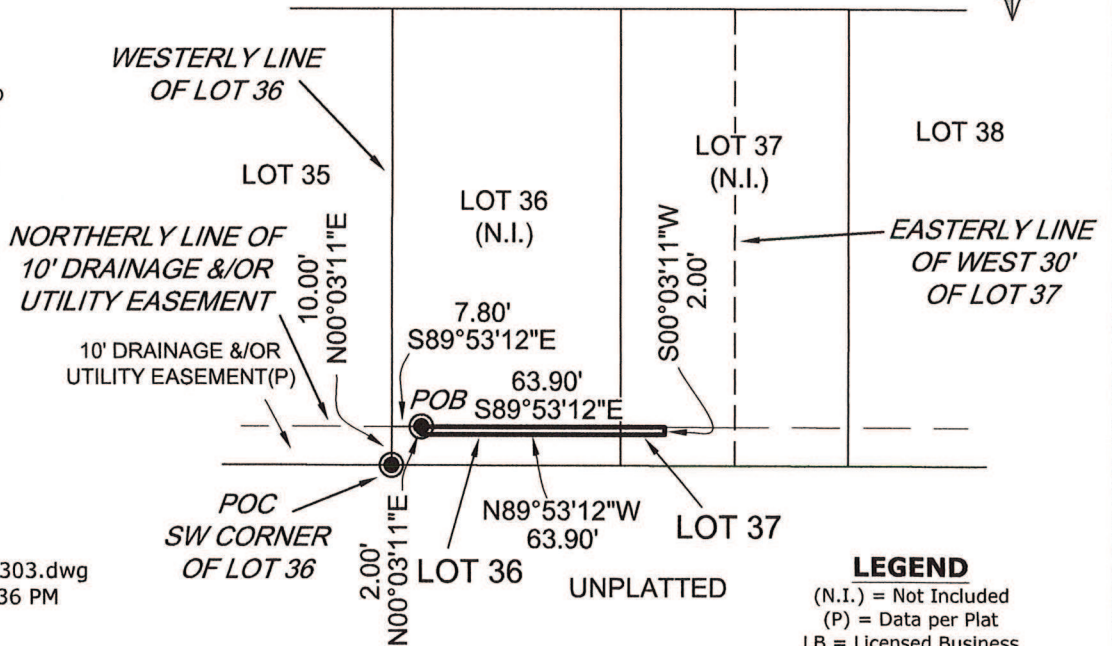 WESTERLY LINE
OF LOT 36
LOT 35
LOT 36
(N.I.)
LOT 37
(N.I.)
LOT 38
NORTHERLY LINE OF
10' DRAINAGE &/OR
UTILITY EASEMENT
10.00'
N00°03'11"E
S00°03'11"W
2.00'
EASTERLY LINE
OF WEST 30'
OF LOT 37
10' DRAINAGE &/OR
UTILITY EASEMENT(P)
7.80'
S89°53'12"E
POB
63.90'
S89°53'12"E
POC
SW CORNER
OF LOT 36
2.00'
N00°03'11"E
LOT 36
N89°53'12"W
63.90'
LOT 37
UNPLATTED
303.dwg
36 PM
LEGEND
(N.I.) = Not Included
(P) = Data per Plat
LB = Licensed Business